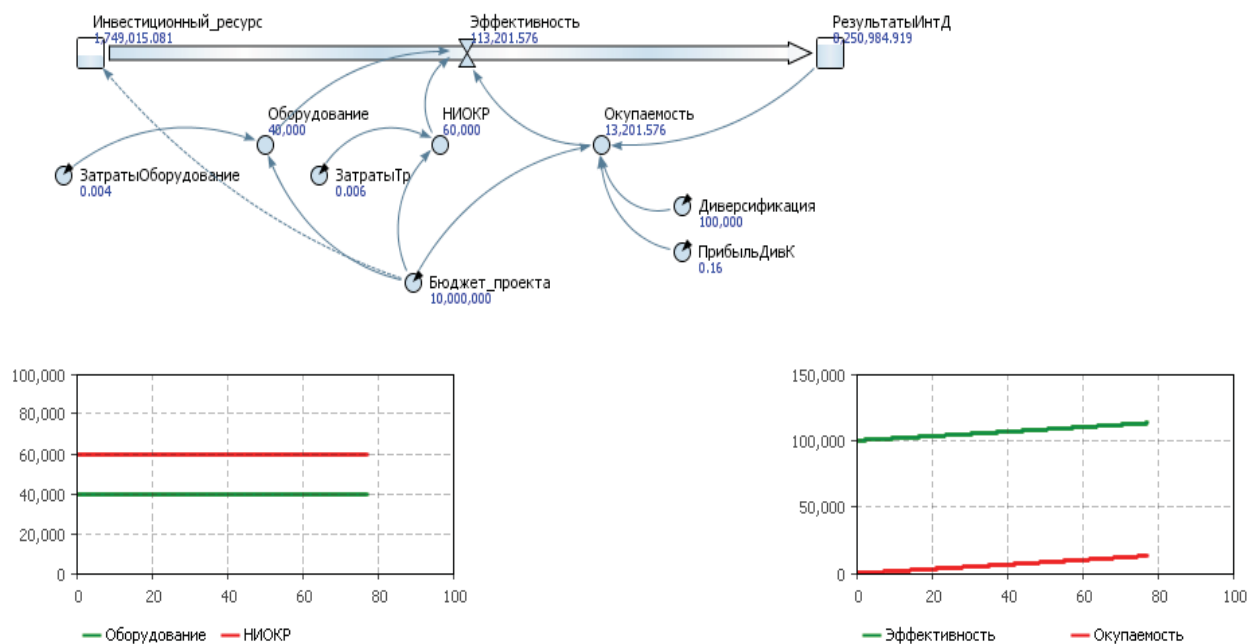 Инвестиционный_ресурс
1,749,015.081
Эффективность
113,201.576
РезультатыИнтД
8,250,984.919
Оборудование
40,000
НИОКР
60,000
Окупаемость
13,201.576
ЗатратыОборудование
0.004
ЗатратыТр
0.006
Диверсификация
100,000
ПрибыльДивК
0.16
Бюджет_проекта
10,000,000
100,000
80,000
60,000
40,000
20,000
0
0 20 40 60 80 100
Оборудование НИОКР
150,000
100,000
50,000
0
0 20 40 60 80 100
Эффективность Окупаемость